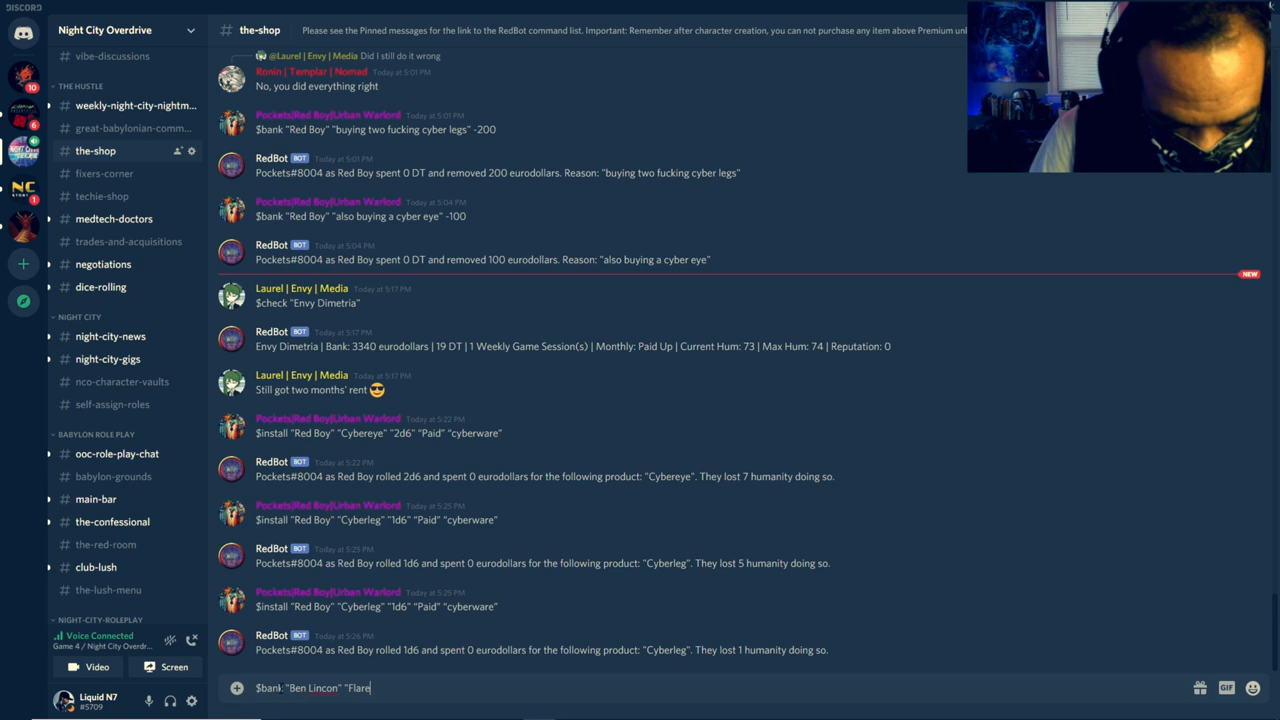 DISCORD
Night City Overdrive
# the-shop
Please see the Pinned messages for the link to the RedBot command list. Important: Remember after character creation, you can not purchase any item above Premium unl
# vibe-discussions
THE HUSTLE
# weekly-night-city-nightm...
# great-babylonian-comm...
# the-shop
# fixers-corner
# techie-shop
# medtech-doctors
# trades-and-acquisitions
# negotiations
# dice-rolling
NIGHT CITY
# night-city-news
# night-city-gigs
# nco-character-vaults
# self-assign-roles
BABYLON ROLE PLAY
# ooc-role-play-chat
# babylon-grounds
# main-bar
# the-confessional
# the-red-room
# club-lush
# the-lush-menu
NIGHT-CITY-ROLEPLAY
Voice Connected
Game 4 / Night City Overdr...
Video
Screen
Liquid N7
#5709
10
6
NC
1
@Laurel | Envy | Media Did I still do it wrong
Ronin | Templar | Nomad Today at 5:01 PM
No, you did everything right
Pockets|Red Boy|Urban Warlord Today at 5:01 PM
$bank "Red Boy" "buying two fucking cyber legs" -200
RedBot BOT Today at 5:01 PM
Pockets#8004 as Red Boy spent 0 DT and removed 200 eurodollars. Reason: "buying two fucking cyber legs"
Pockets|Red Boy|Urban Warlord Today at 5:04 PM
$bank "Red Boy" "also buying a cyber eye" -100
RedBot BOT Today at 5:04 PM
Pockets#8004 as Red Boy spent 0 DT and removed 100 eurodollars. Reason: "also buying a cyber eye"
NEW
Laurel | Envy | Media Today at 5:17 PM
$check "Envy Dimetria"
RedBot BOT Today at 5:17 PM
Envy Dimetria | Bank: 3340 eurodollars | 19 DT | 1 Weekly Game Session(s) | Monthly: Paid Up | Current Hum: 73 | Max Hum: 74 | Reputation: 0
Laurel | Envy | Media Today at 5:17 PM
Still got two months' rent 😎
Pockets|Red Boy|Urban Warlord Today at 5:22 PM
$install "Red Boy" "Cybereye" "2d6" "Paid" "cyberware"
RedBot BOT Today at 5:22 PM
Pockets#8004 as Red Boy rolled 2d6 and spent 0 eurodollars for the following product: "Cybereye". They lost 7 humanity doing so.
Pockets|Red Boy|Urban Warlord Today at 5:25 PM
$install "Red Boy" "Cyberleg" "1d6" "Paid" "cyberware"
RedBot BOT Today at 5:25 PM
Pockets#8004 as Red Boy rolled 1d6 and spent 0 eurodollars for the following product: "Cyberleg". They lost 5 humanity doing so.
Pockets|Red Boy|Urban Warlord Today at 5:25 PM
$install "Red Boy" "Cyberleg" "1d6" "Paid" "cyberware"
RedBot BOT Today at 5:26 PM
Pockets#8004 as Red Boy rolled 1d6 and spent 0 eurodollars for the following product: "Cyberleg". They lost 1 humanity doing so.
$bank "Ben Lincon" "Flare
GIF